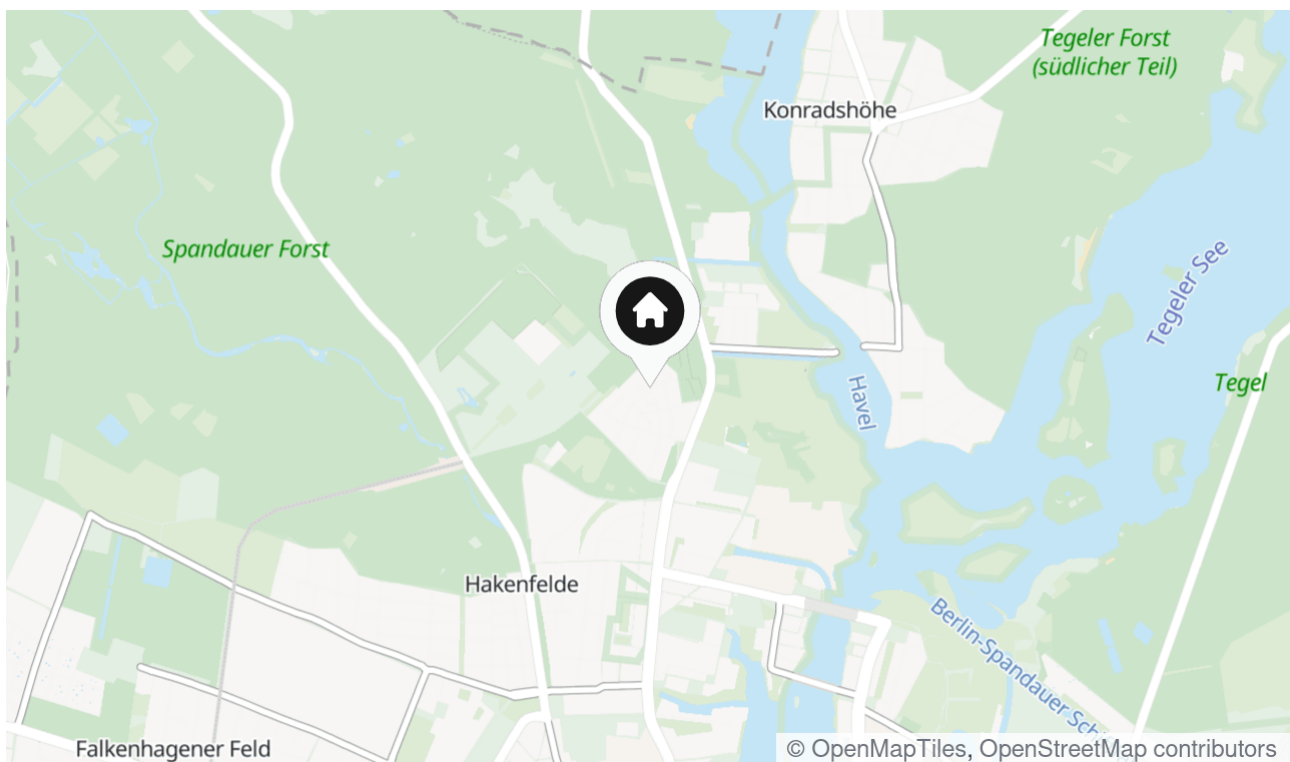 Tegeler Forst
(südlicher Teil)
Konradshöhe
Spandauer Forst
Tegeler See
Tegel
Havel
Hakenfelde
Berlin-Spandauer
Falkenhagener Feld
© OpenMapTiles, OpenStreetMap contributors